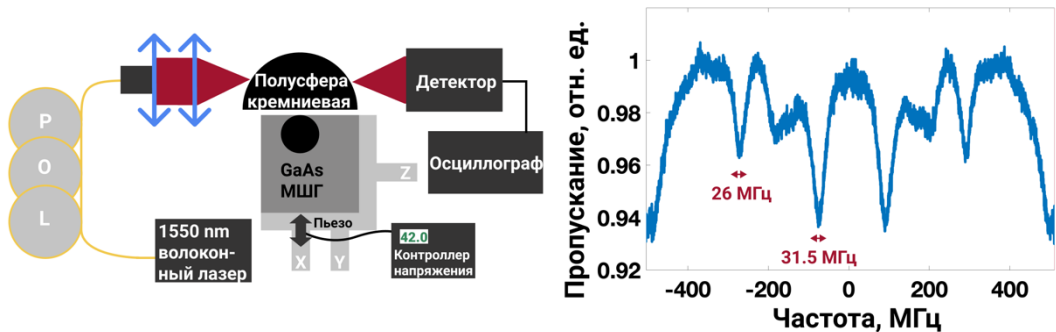 P
O
L
Полусфера
кремниевая
Детектор
Осциллограф
GaAs
МШГ
Z
Пьезо
X
Y
1550 nm
волокон-
ный лазер
42.0
Контроллер
напряжения
Пропускание, отн. ед.
1
0.98
0.96
0.94
0.92
26 МГц
31.5 МГц
-400
-200
0
200
400
Частота, МГц